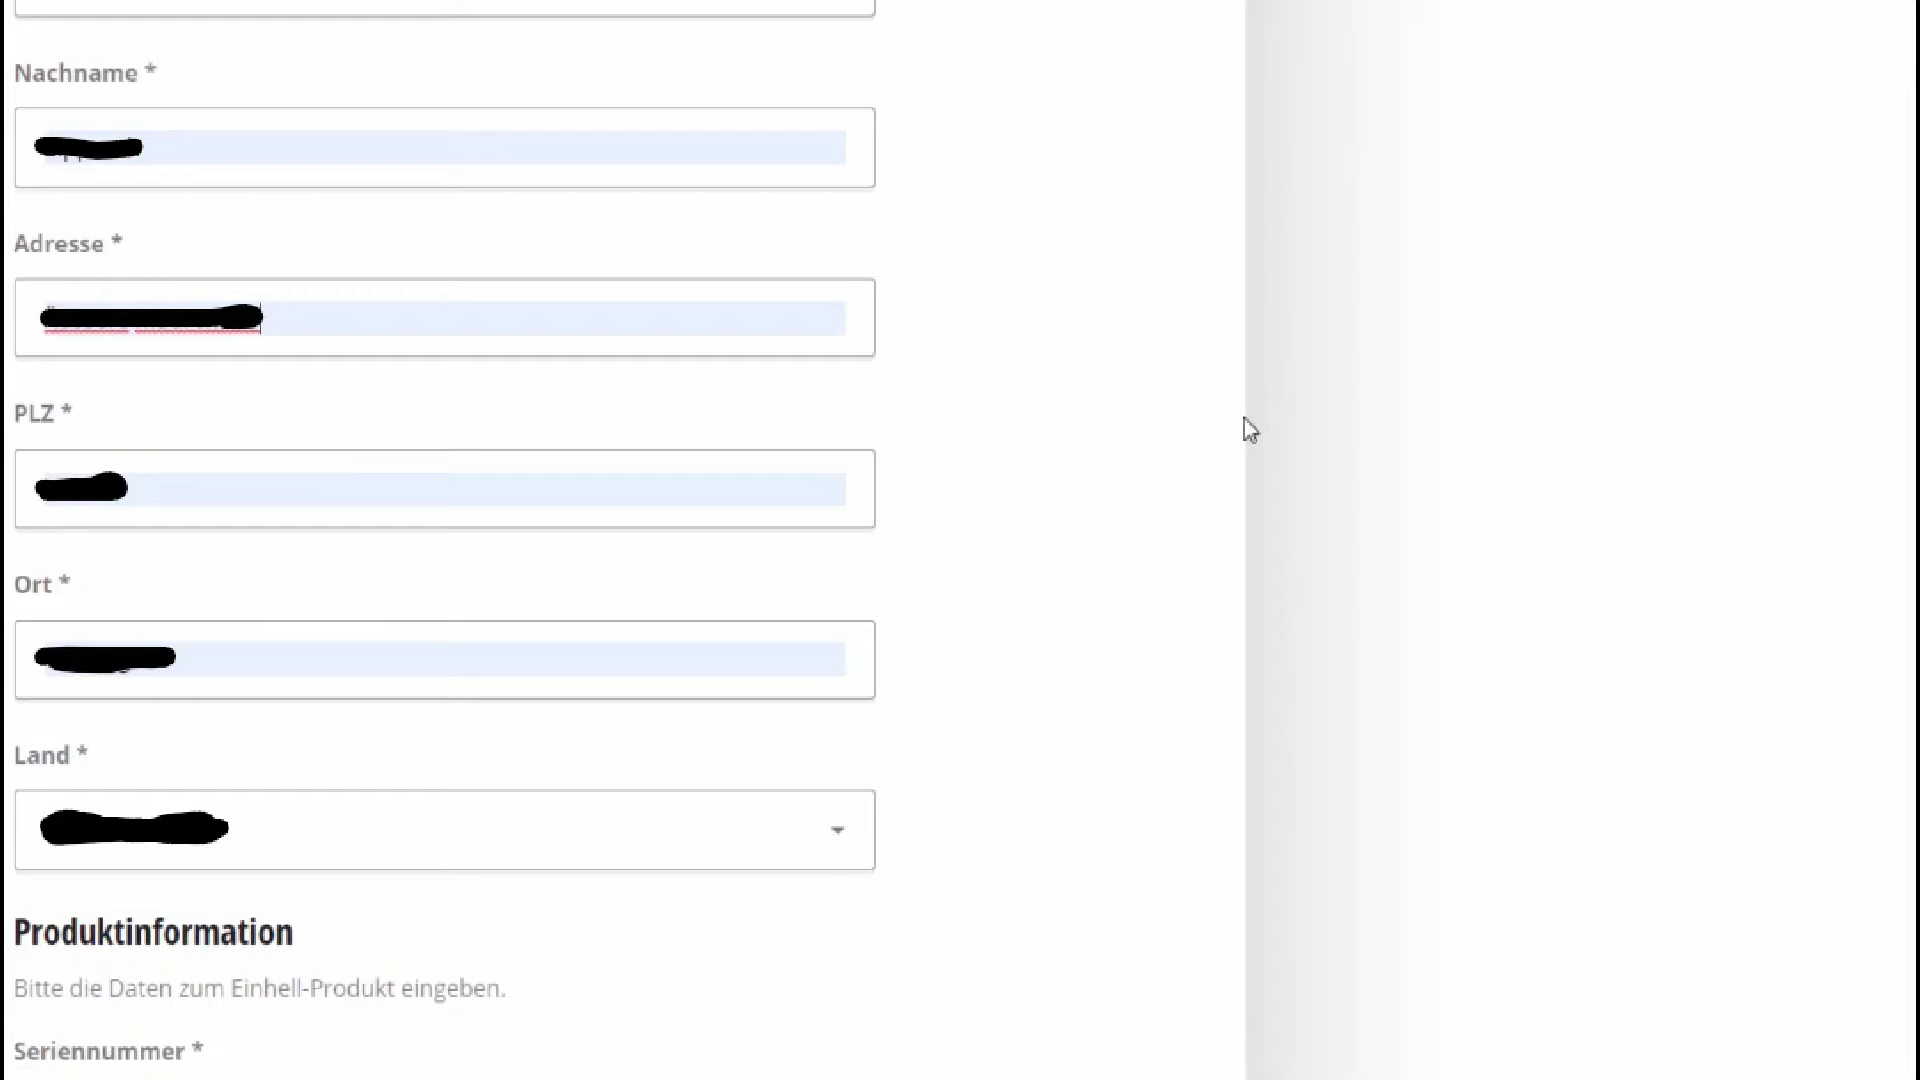 Nachname *
Adresse *
PLZ *
Ort *
Land *
Produktinformation
Bitte die Daten zum Einhell-Produkt eingeben.
Seriennummer *